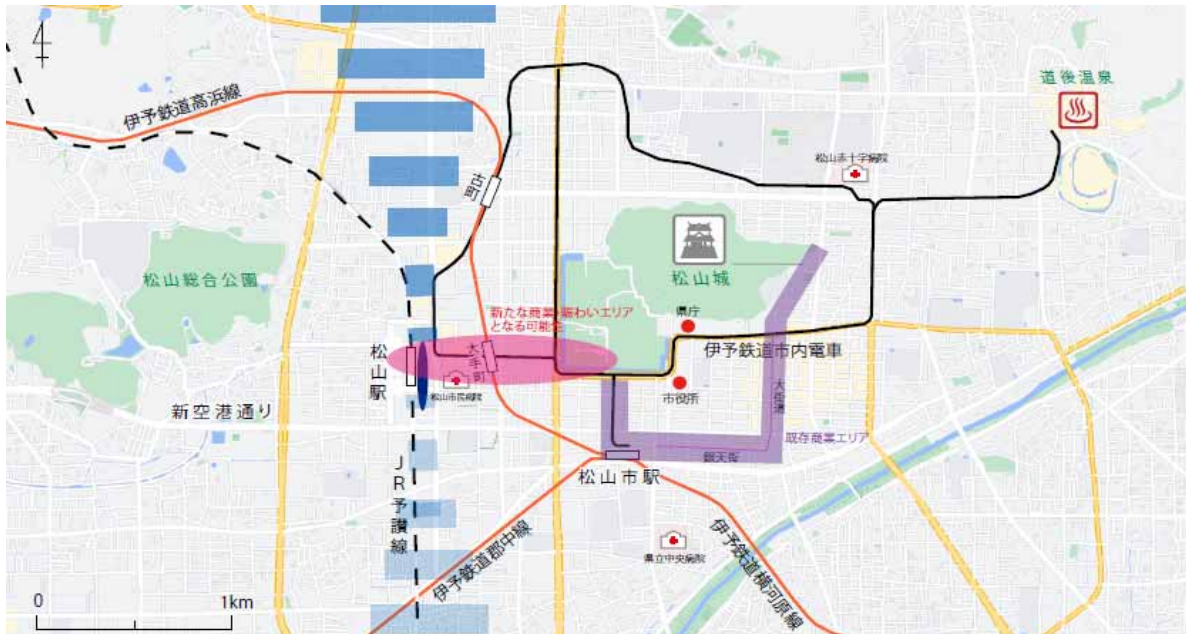 道後温泉
伊予鉄道高浜線
松山赤十字病院
古町
松山城
松山総合公園
新たな商業・賑わいエリア
となる可能性
県庁
伊予鉄道市内電車
松山駅
大手町
松山市民病院
市役所
大街道
新空港通り
既存商業エリア
銀天街
松山市駅
JR予讃線
伊予鉄道郡中線
県立中央病院
伊予鉄道横河原線
0 1km